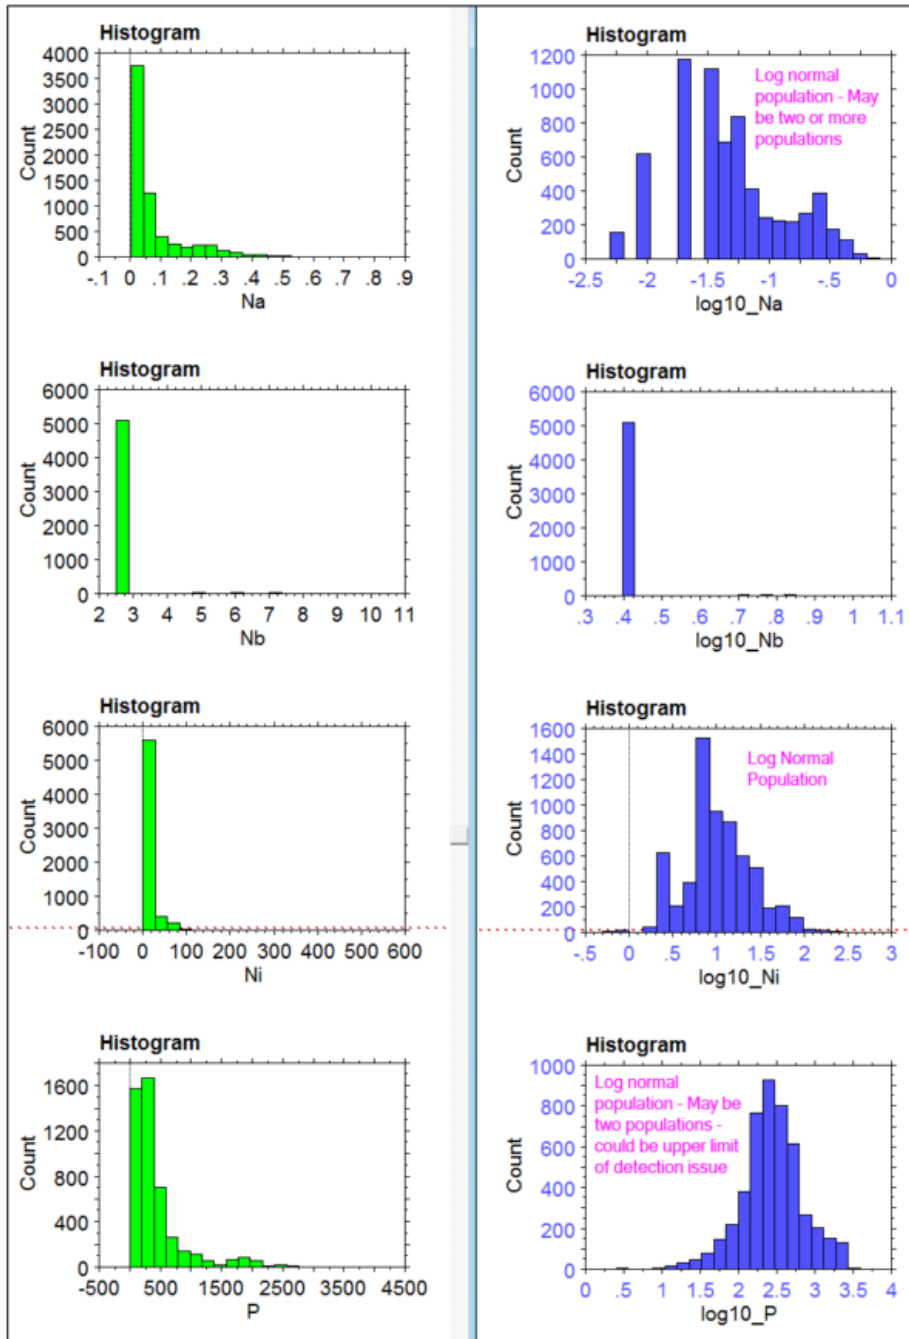 Histogram
4000
3500
3000
2500
2000
1500
1000
500
0
Count
-.1 0 .1 .2 .3 .4 .5 .6 .7 .8 .9
Na
Histogram
1200
1000
800
600
400
200
0
Count
Log normal
population - May
be two or more
populations
-2.5 -2 -1.5 -1 -.5 0
log10_Na
Histogram
6000
5000
4000
3000
2000
1000
0
Count
2 3 4 5 6 7 8 9 10 11
Nb
Histogram
6000
5000
4000
3000
2000
1000
0
Count
.3 .4 .5 .6 .7 .8 .9 1 1.1
log10_Nb
Histogram
6000
5000
4000
3000
2000
1000
0
Count
-100 0 100 200 300 400 500 600
Ni
Histogram
1600
1400
1200
1000
800
600
400
200
0
Count
Log Normal
Population
-.5 0 .5 1 1.5 2 2.5 3
log10_Ni
Histogram
1600
1200
800
400
0
Count
-500 500 1500 2500 3500 4500
P
Histogram
1000
800
600
400
200
0
Count
Log normal
population - May be
two populations -
could be upper limit
of detection issue
0 .5 1 1.5 2 2.5 3 3.5 4
log10_P